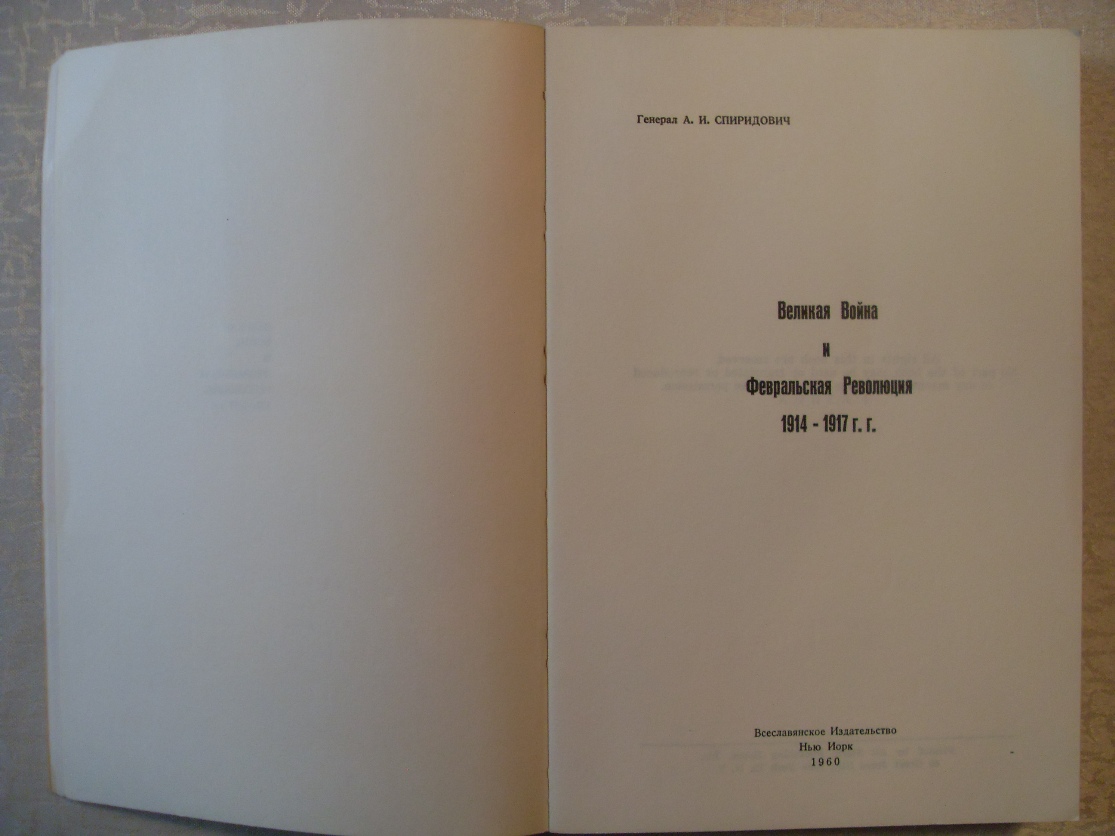 Генерал А. И. СПИРИДОВИЧ
Великая Война
и
Февральская Революция
1914 - 1917 г. г.
Всеславянское Издательство
Нью Иорк
1960